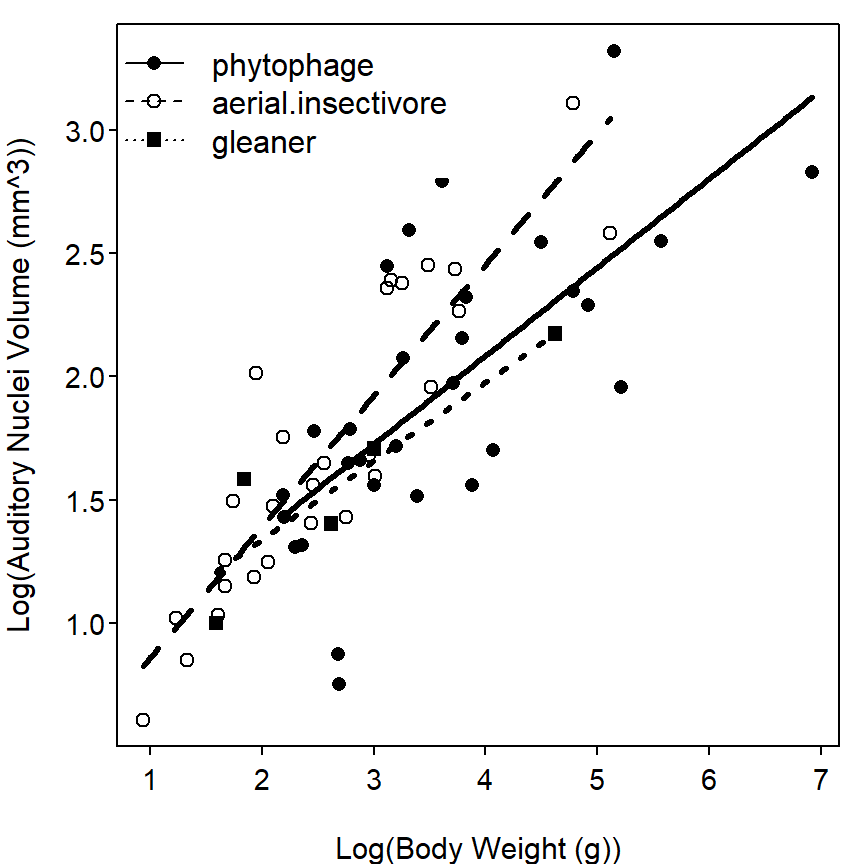 phytophage
aerial.insectivore
gleaner
Log(Auditory Nuclei Volume (mm^3))
3.0
2.5
2.0
1.5
1.0
1 2 3 4 5 6 7
Log(Body Weight (g))